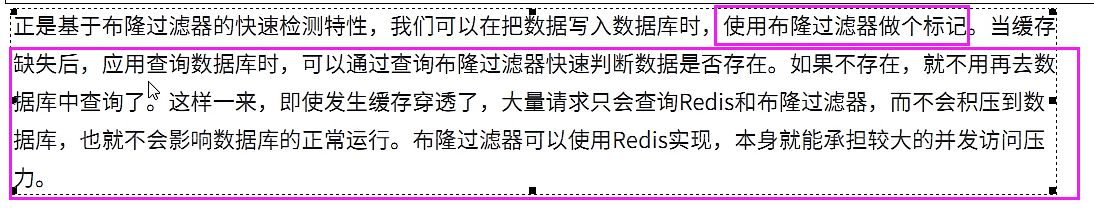 正是基于布隆过滤器的快速检测特性，我们可以在把数据写入数据库时，使用布隆过滤器做个标记。当缓存
缺失后，应用查询数据库时，可以通过查询布隆过滤器快速判断数据是否存在。如果不存在，就不用再去数
据库中查询了。这样一来，即使发生缓存穿透了，大量请求只会查询Redis和布隆过滤器，而不会积压到数
据库，也就不会影响数据库的正常运行。布隆过滤器可以使用Redis实现，本身就能承担较大的并发访问压
力。